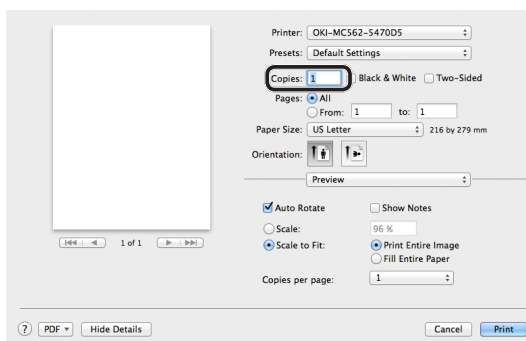 Printer: OKI-MC562-5470D5
Presets: Default Settings
Copies: 1 Black & White Two-Sided
Pages: All
From: 1 to: 1
Paper Size: US Letter 216 by 279 mm
Orientation:
Preview
Auto Rotate Show Notes
Scale: 96 %
Scale to Fit: Print Entire Image
Fill Entire Paper
Copies per page: 1
1 of 1
? PDF Hide Details Cancel Print